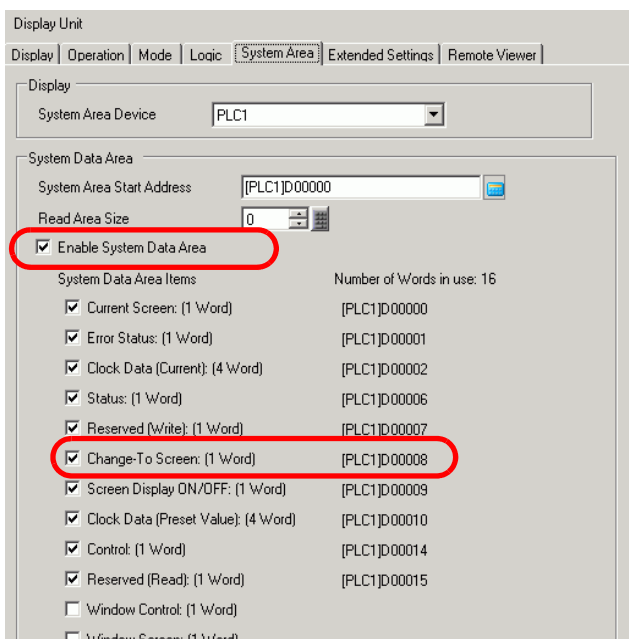 Display Unit
Display Operation Mode Logic System Area Extended Settings Remote Viewer
Display
System Area Device PLC1
System Data Area
System Area Start Address [PLC1]D00000
Read Area Size 0
Enable System Data Area
System Data Area Items Number of Words in use: 16
Current Screen: (1 Word) [PLC1]D00000
Error Status: (1 Word) [PLC1]D00001
Clock Data (Current): (4 Word) [PLC1]D00002
Status: (1 Word) [PLC1]D00006
Reserved (Write): (1 Word) [PLC1]D00007
Change-To Screen: (1 Word) [PLC1]D00008
Screen Display ON/OFF: (1 Word) [PLC1]D00009
Clock Data (Preset Value): (4 Word) [PLC1]D00010
Control: (1 Word) [PLC1]D00014
Reserved (Read): (1 Word) [PLC1]D00015
Window Control: (1 Word)
Window Screen: (1 Word)